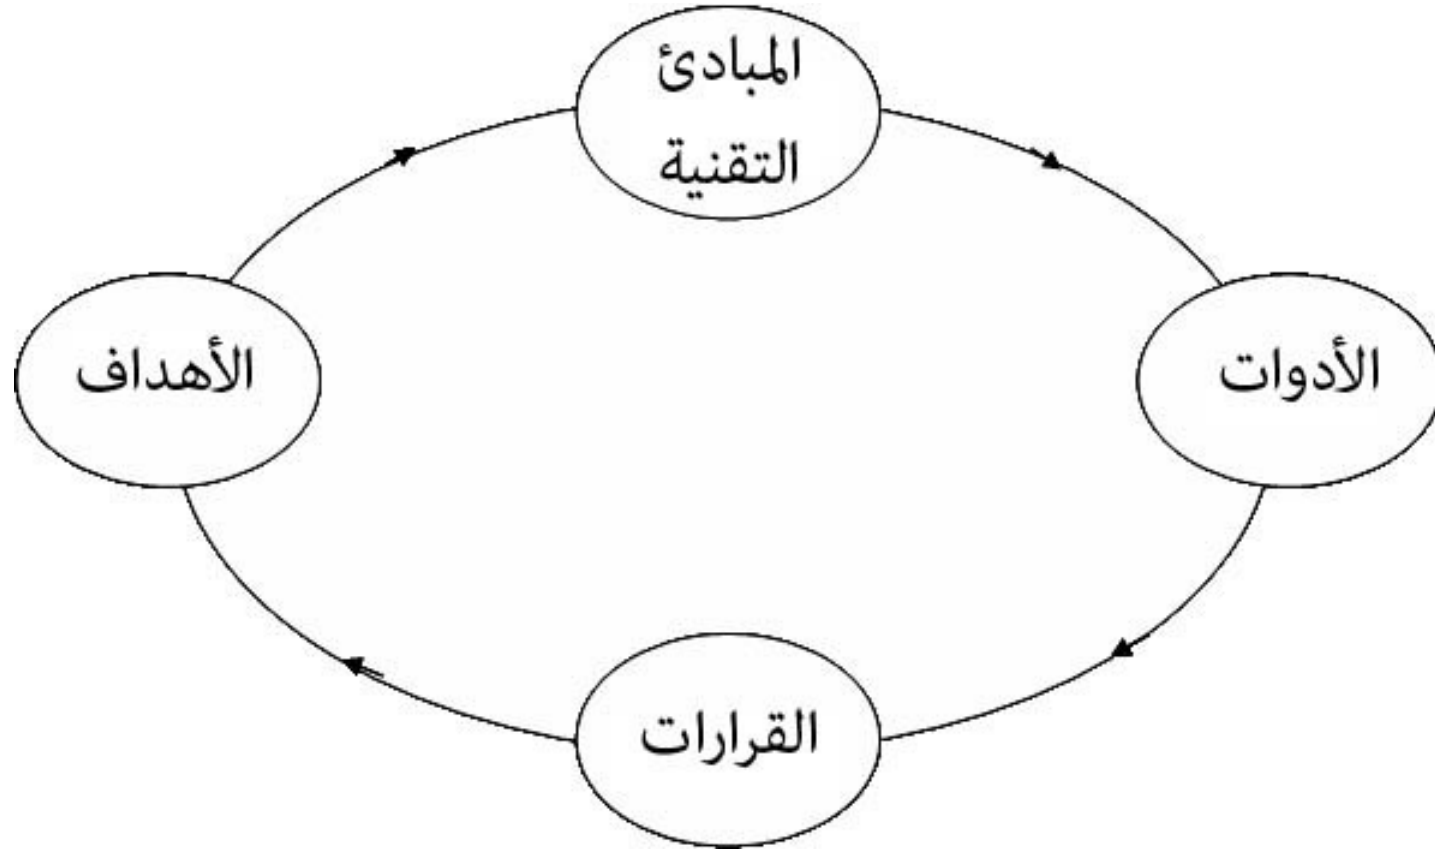 المبادئ
التقنية
الأدوات
الأهداف
القرارات